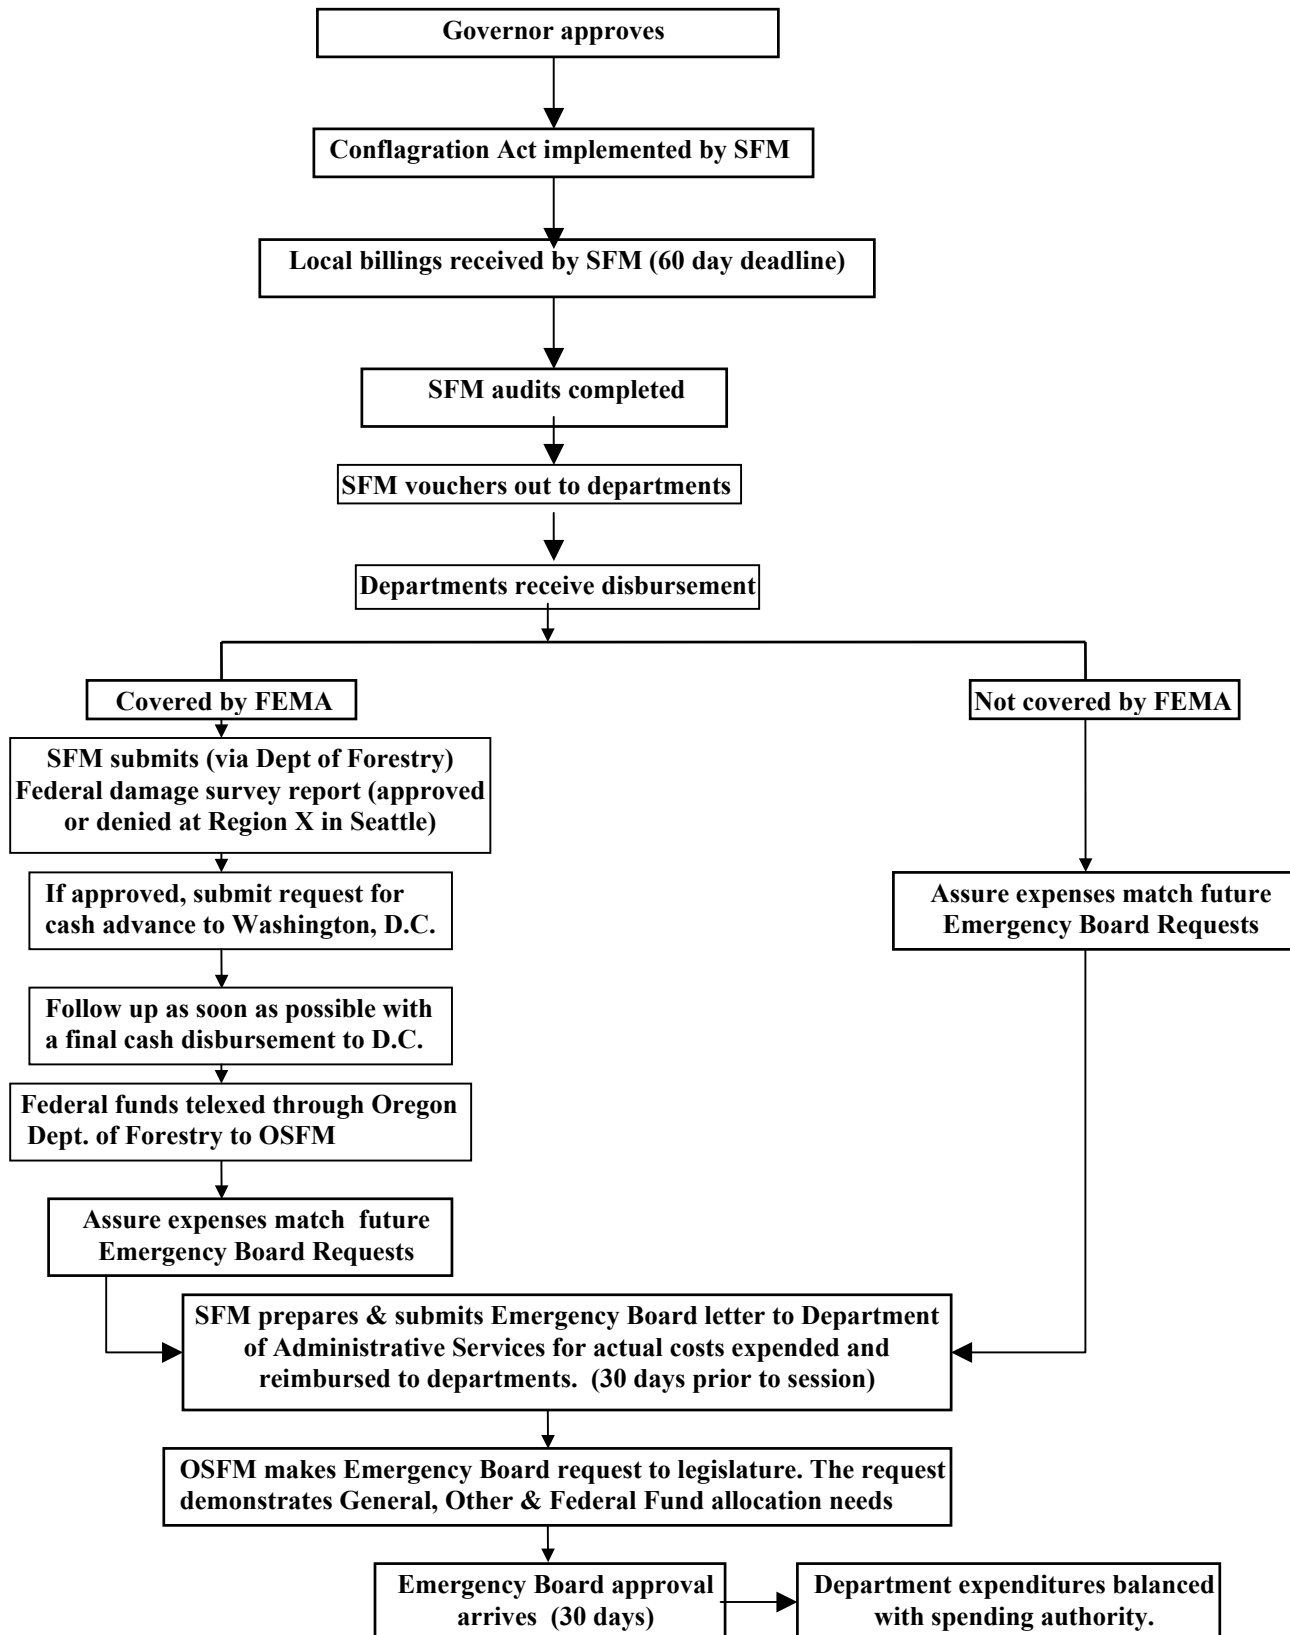 Governor approves
Conflagration Act implemented by SFM
Local billings received by SFM (60 day deadline)
SFM audits completed
SFM vouchers out to departments
Departments receive disbursement
Covered by FEMA
Not covered by FEMA
SFM submits (via Dept of Forestry)
Federal damage survey report (approved
or denied at Region X in Seattle)
If approved, submit request for
cash advance to Washington, D.C.
Assure expenses match future
Emergency Board Requests
Follow up as soon as possible with
a final cash disbursement to D.C.
Federal funds telexed through Oregon
Dept. of Forestry to OSFM
Assure expenses match future
Emergency Board Requests
SFM prepares & submits Emergency Board letter to Department
of Administrative Services for actual costs expended and
reimbursed to departments. (30 days prior to session)
OSFM makes Emergency Board request to legislature. The request
demonstrates General, Other & Federal Fund allocation needs
Emergency Board approval
arrives (30 days)
Department expenditures balanced
with spending authority.